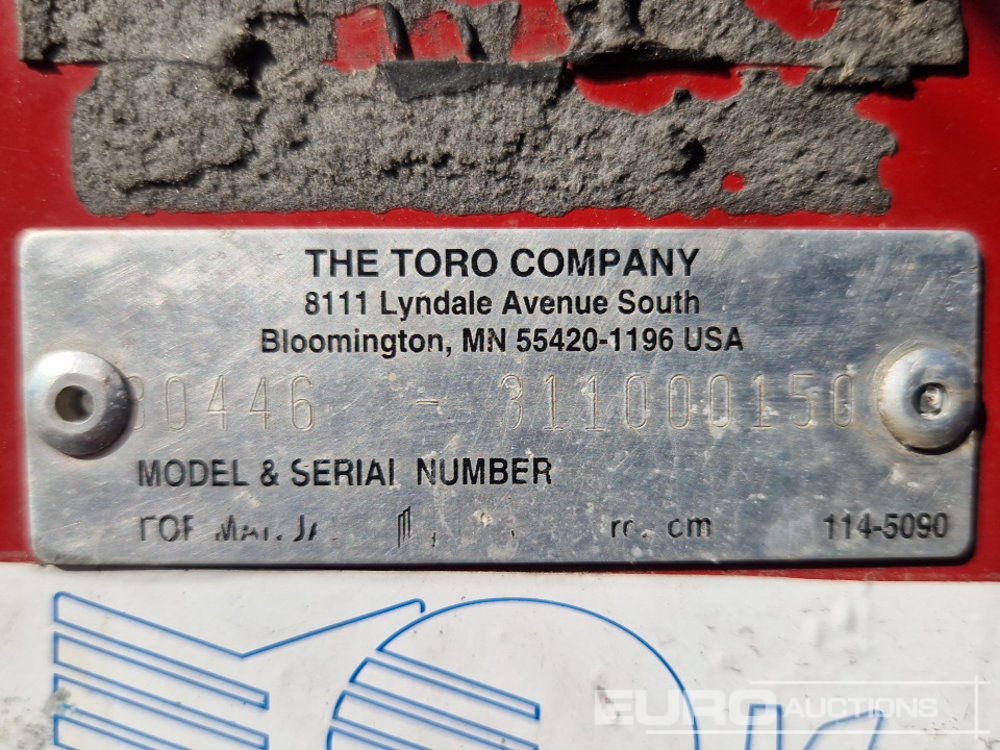 THE TORO COMPANY
8111 Lyndale Avenue South
Bloomington, MN 55420-1196 USA
30446 - 311000150
MODEL & SERIAL NUMBER
114-5090
EURO AUCTIONS